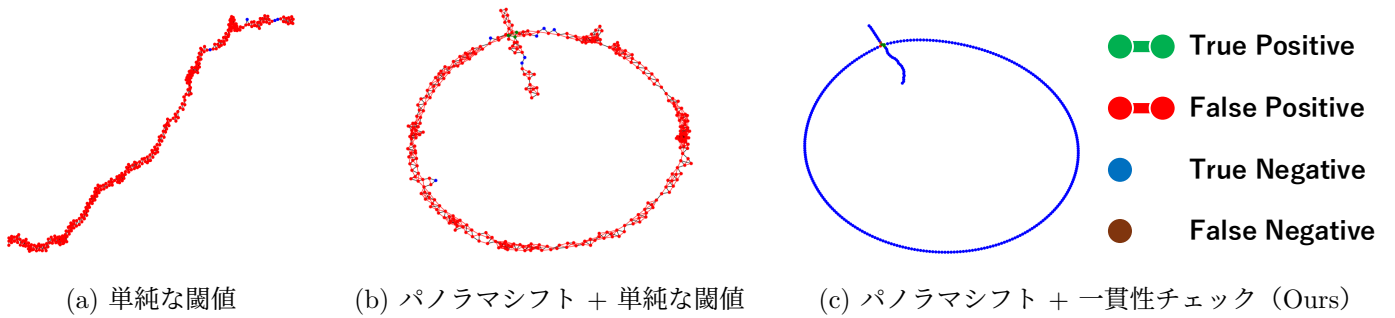 True Positive
False Positive
True Negative
False Negative
(a) 単純な閾値
(b) パノラマシフト + 単純な閾値
(c) パノラマシフト + 一貫性チェック（Ours）